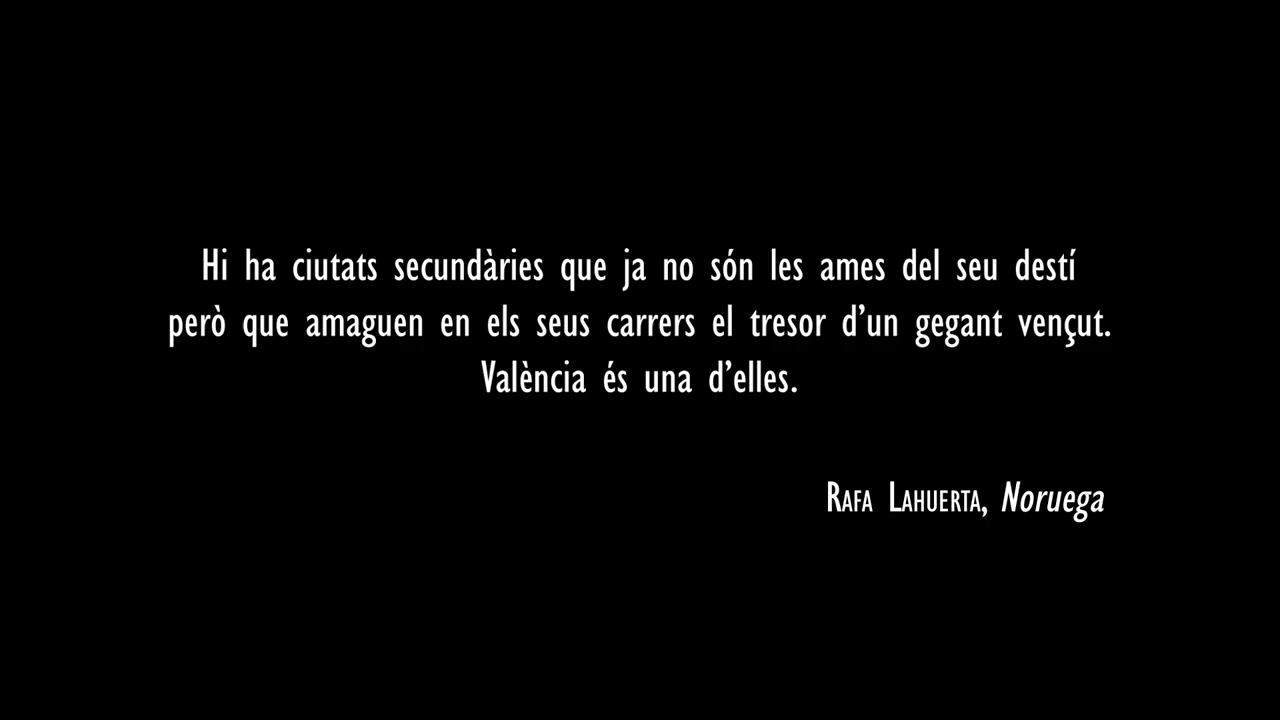 Hi ha ciutats secundàries que ja no són les ames del seu destí
però que amaguen en els seus carrers el tresor d’un gegant vençut.
València és una d’elles.
Rafa Lahuerta, Noruega